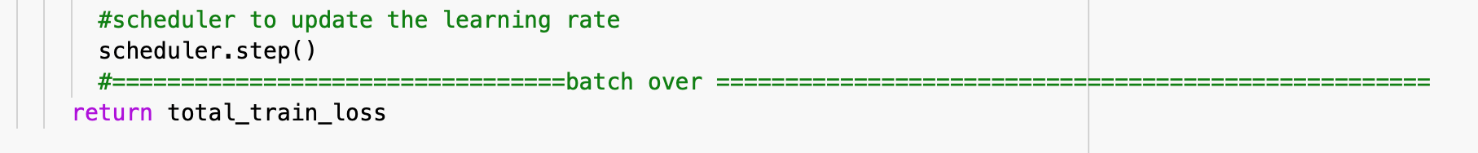 #scheduler to update the learning rate
scheduler.step()
#=================================batch over ====================================================
return total_train_loss